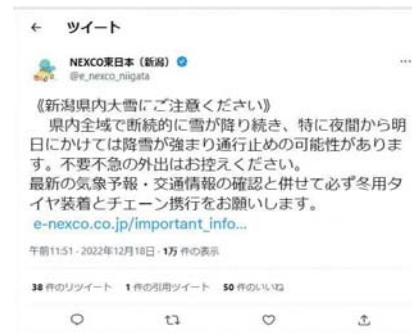 ← ツイート
NEXCO東日本（新潟）
@e_nexco_niigata
《新潟県内大雪にご注意ください》
県内全域で断続的に雪が降り続き、特に夜間から明
日にかけては降雪が強まり通行止めの可能性がありま
す。不要不急の外出はお控えください。
最新の気象予報・交通情報の確認と併せて必ず冬用タ
イヤ装着とチェーン携行をお願いします。
e-nexco.co.jp/important_info...
午前11:51 · 2022年12月18日 · 1万 件の表示
38 件のリツイート 1 件の引用ツイート 50 件のいいね